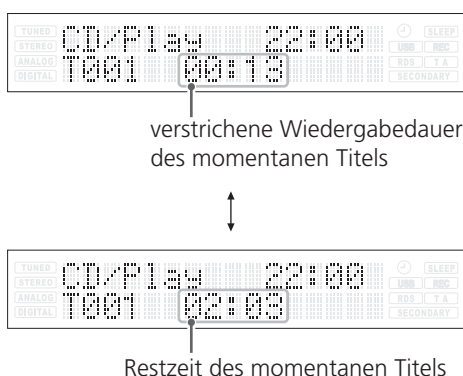 TUNED CD/Play 22:00 SLEEP
STEREO USB REC
ANALOG T001 00:13 RDS T A
DIGITAL SECONDARY
verstrichene Wiedergabedauer
des momentanen Titels
TUNED CD/Play 22:00 SLEEP
STEREO USB REC
ANALOG T001 02:03 RDS T A
DIGITAL SECONDARY
Restzeit des momentanen Titels